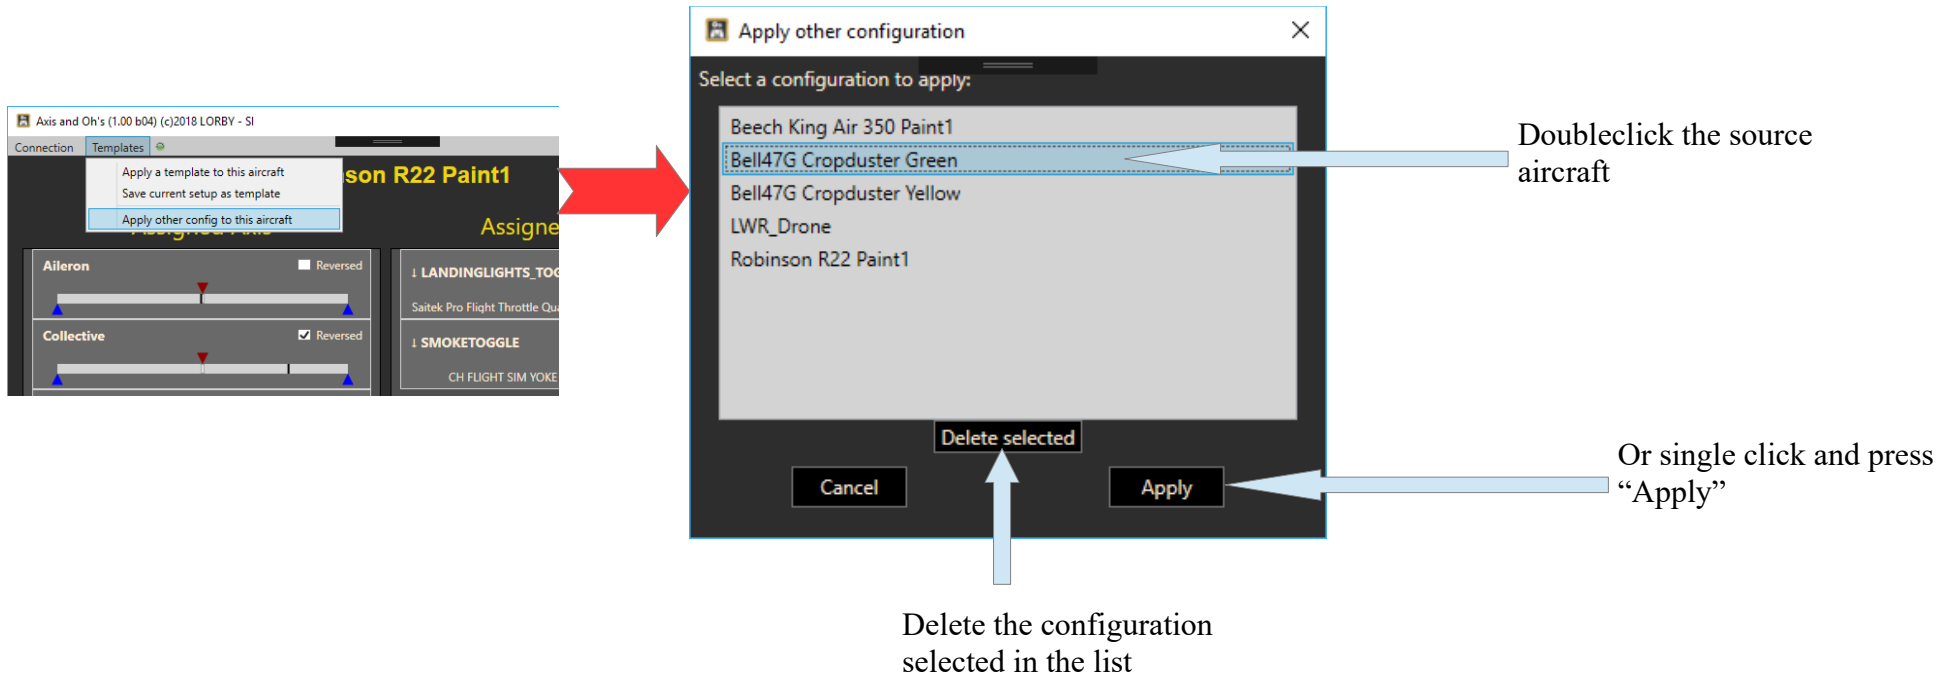 Axis and Oh's (1.00 b04) (c)2018 LORBY - SI
Connection Templates
Apply a template to this aircraft
Save current setup as template
Apply other config to this aircraft
son R22 Paint1
Assigned Axis
Assigne
Aileron
Reversed
Collective
Reversed
↓ LANDINGLIGHTS_TOG
Saitek Pro Flight Throttle Qua
↓ SMOKETOGGLE
CH FLIGHT SIM YOKE
Apply other configuration
Select a configuration to apply:
Beech King Air 350 Paint1
Bell47G Cropduster Green
Bell47G Cropduster Yellow
LWR_Drone
Robinson R22 Paint1
Delete selected
Cancel
Apply
Doubleclick the source
aircraft
Or single click and press
“Apply”
Delete the configuration
selected in the list